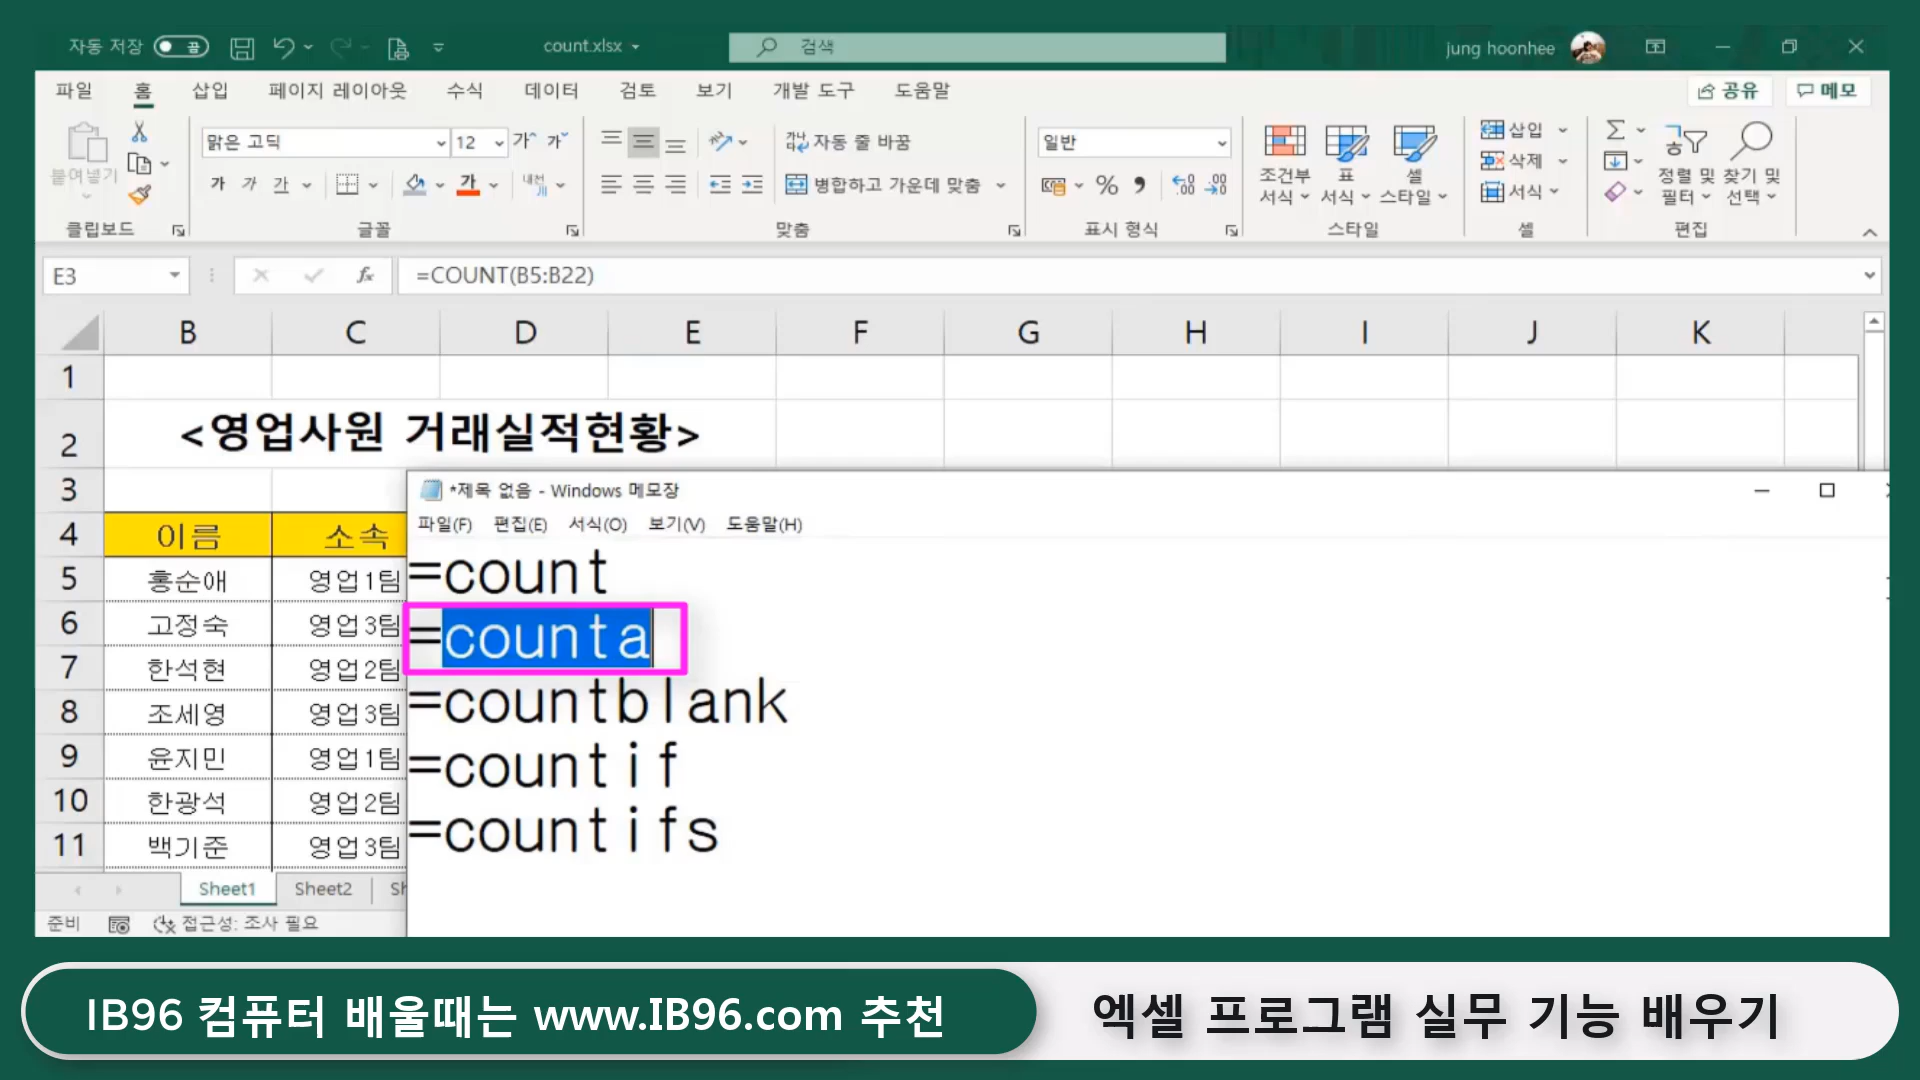 자동 저장 끔 count.xlsx 검색 jung hoonhee
파일 홈 삽입 페이지 레이아웃 수식 데이터 검토 보기 개발 도구 도움말 공유 메모
붙여넣기 맑은 고딕 12 가 가 자동 줄 바꿈 일반 조건부 서식 표 서식 셀 스타일 삽입 삭제 서식 정렬 및 필터 찾기 및 선택
가 가 간 가 내천 병합하고 가운데 맞춤 % 9 .00
클립보드 글꼴 맞춤 표시 형식 스타일 셀 편집
E3 fx =COUNT(B5:B22)
B C D E F G H I J K
1
2 <영업사원 거래실적현황>
3
4 이름 소속
5 홍순애 영업1팀
6 고정숙 영업3팀
7 한석현 영업2팀
8 조세영 영업3팀
9 윤지민 영업1팀
10 한광석 영업2팀
11 백기준 영업3팀
*제목 없음 - Windows 메모장
파일(F) 편집(E) 서식(O) 보기(V) 도움말(H)
=count
=counta
=countblank
=countif
=countifs
Sheet1 Sheet2
준비 접근성: 조사 필요
IB96 컴퓨터 배울때는 www.IB96.com 추천
엑셀 프로그램 실무 기능 배우기